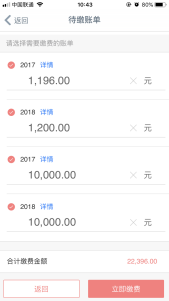 中国联通 10:43 80%
返回 待缴账单
请选择需要缴费的账单
2017 详情
1,196.00 × 元
2018 详情
1,200.00 × 元
2017 详情
10,000.00 × 元
2018 详情
10,000.00 × 元
合计缴费金额 22,396.00
返回 立即缴费